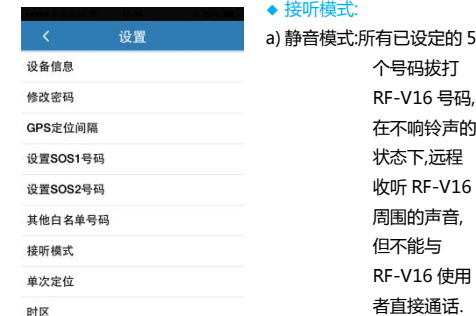 设置
设备信息
修改密码
GPS定位间隔
设置SOS1号码
设置SOS2号码
其他白名单号码
接听模式
单次定位
时区
◆ 接听模式:
a) 静音模式:所有已设定的 5
个号码拔打
RF-V16 号码,
在不响铃声的
状态下,远程
收听 RF-V16
周围的声音,
但不能与
RF-V16 使用
者直接通话.